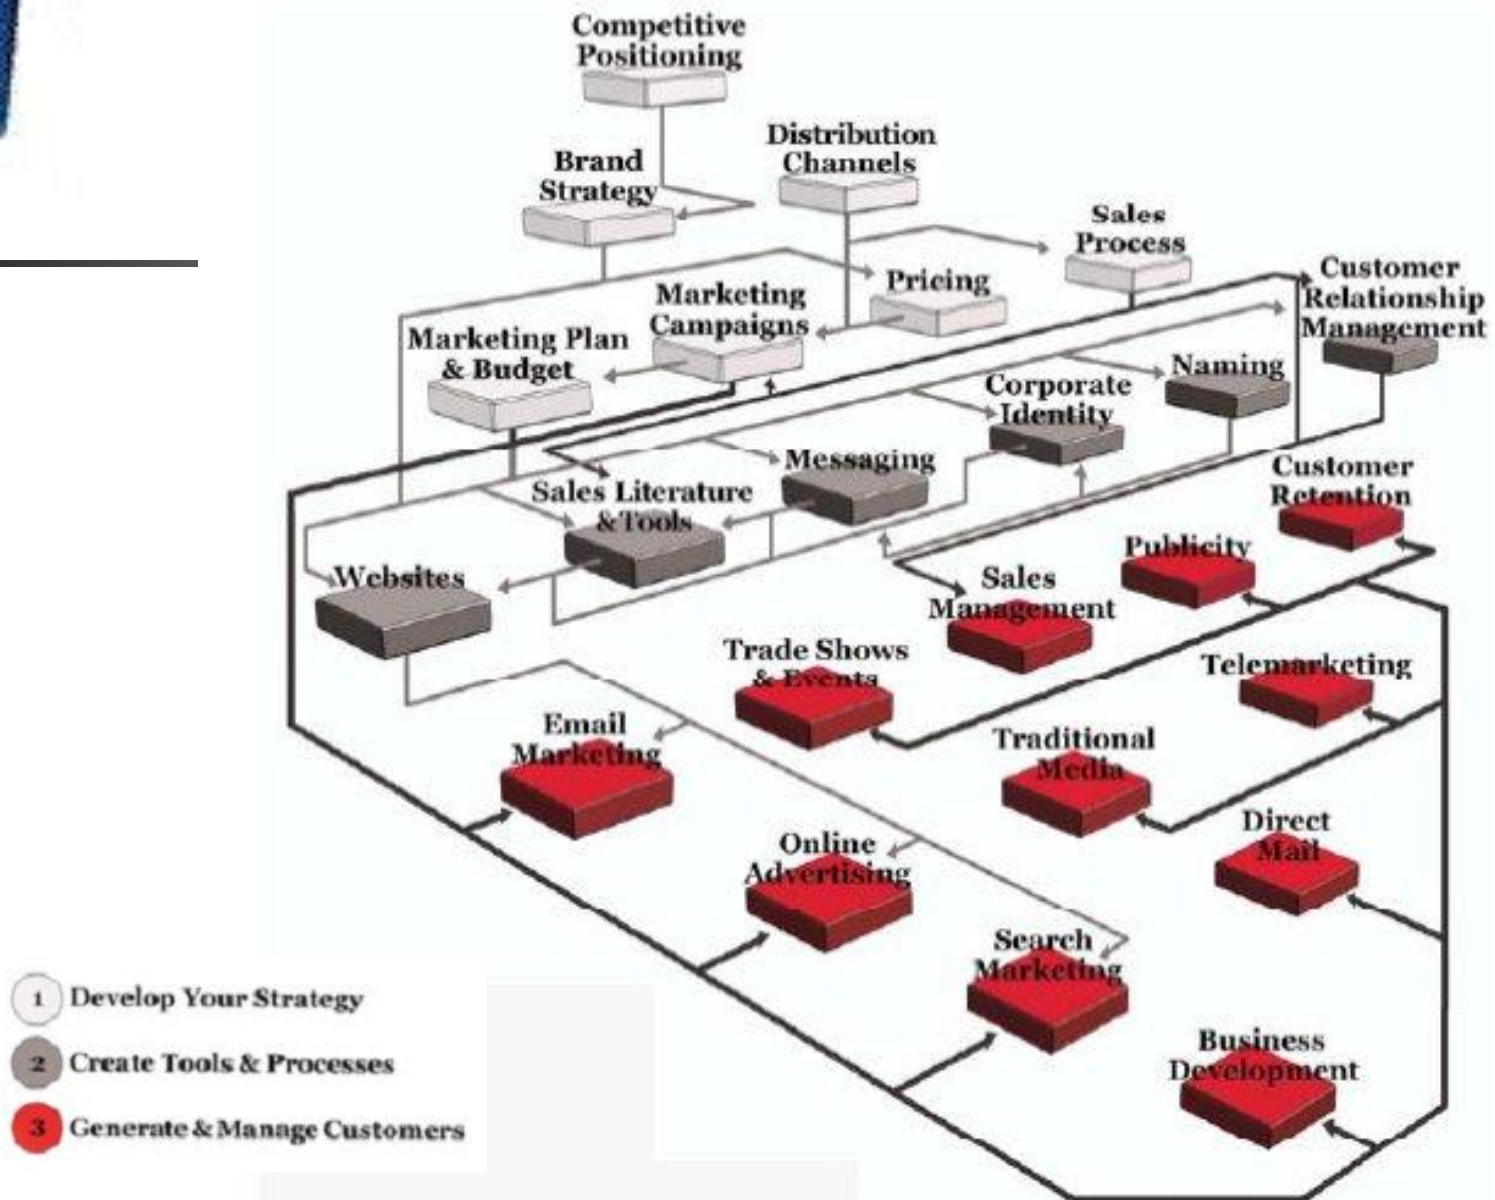 Competitive
Positioning
Distribution
Channels
Brand
Strategy
Sales
Process
Customer
Relationship
Management
Pricing
Marketing
Campaigns
Marketing Plan
& Budget
Naming
Corporate
Identity
Messaging
Customer
Retention
Sales Literature
& Tools
Publicity
Websites
Sales
Management
Trade Shows
& Events
Telemarketing
Email
Marketing
Traditional
Media
Direct
Mail
Online
Advertising
Search
Marketing
Business
Development
1 Develop Your Strategy
2 Create Tools & Processes
3 Generate & Manage Customers